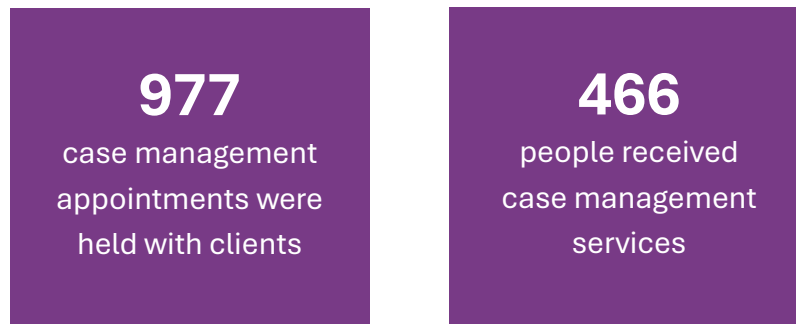 977
case management
appointments were
held with clients
466
people received
case management
services